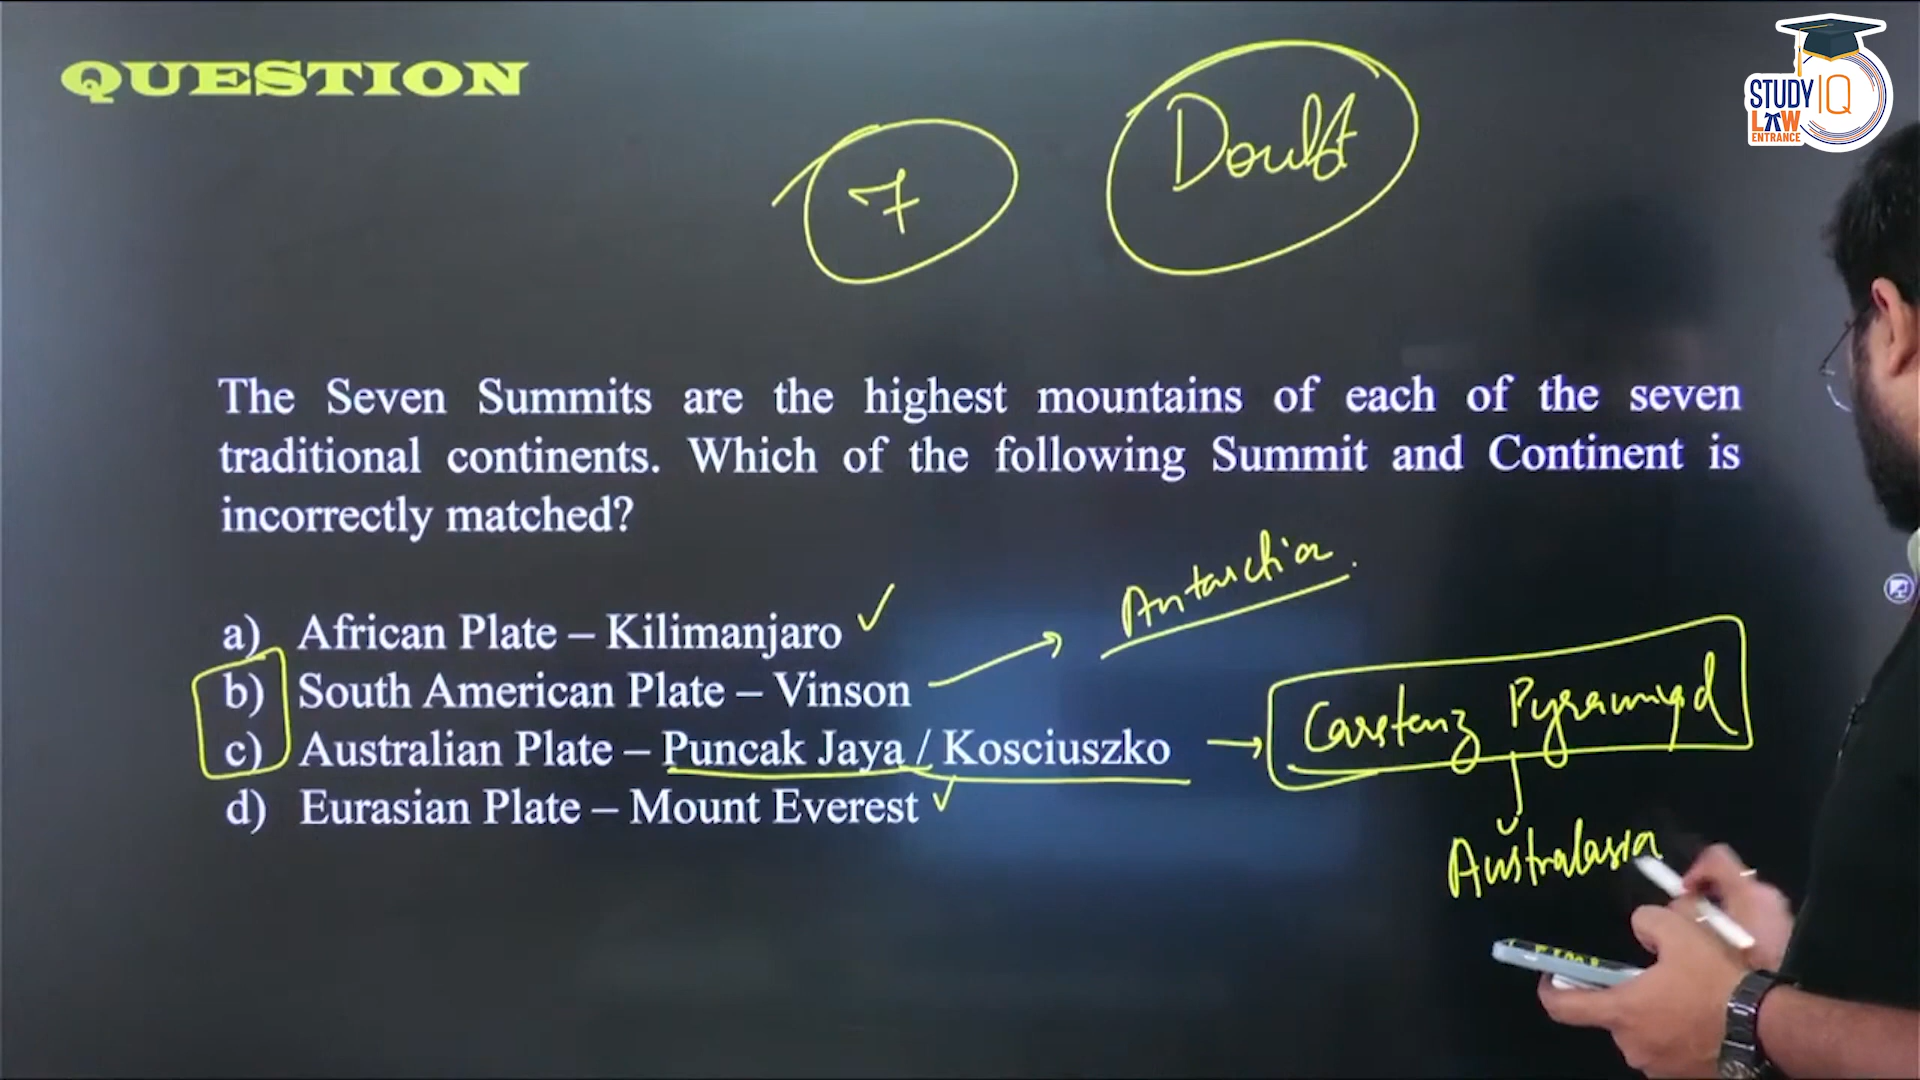 QUESTION
STUDY IQ
LAW
ENTRANCE
7
Doubt
The Seven Summits are the highest mountains of each of the seven
traditional continents. Which of the following Summit and Continent is
incorrectly matched?
Antarctica
a) African Plate – Kilimanjaro
b) South American Plate – Vinson
Carstenz Pyramid
c) Australian Plate – Puncak Jaya / Kosciuszko
d) Eurasian Plate – Mount Everest
Australasia